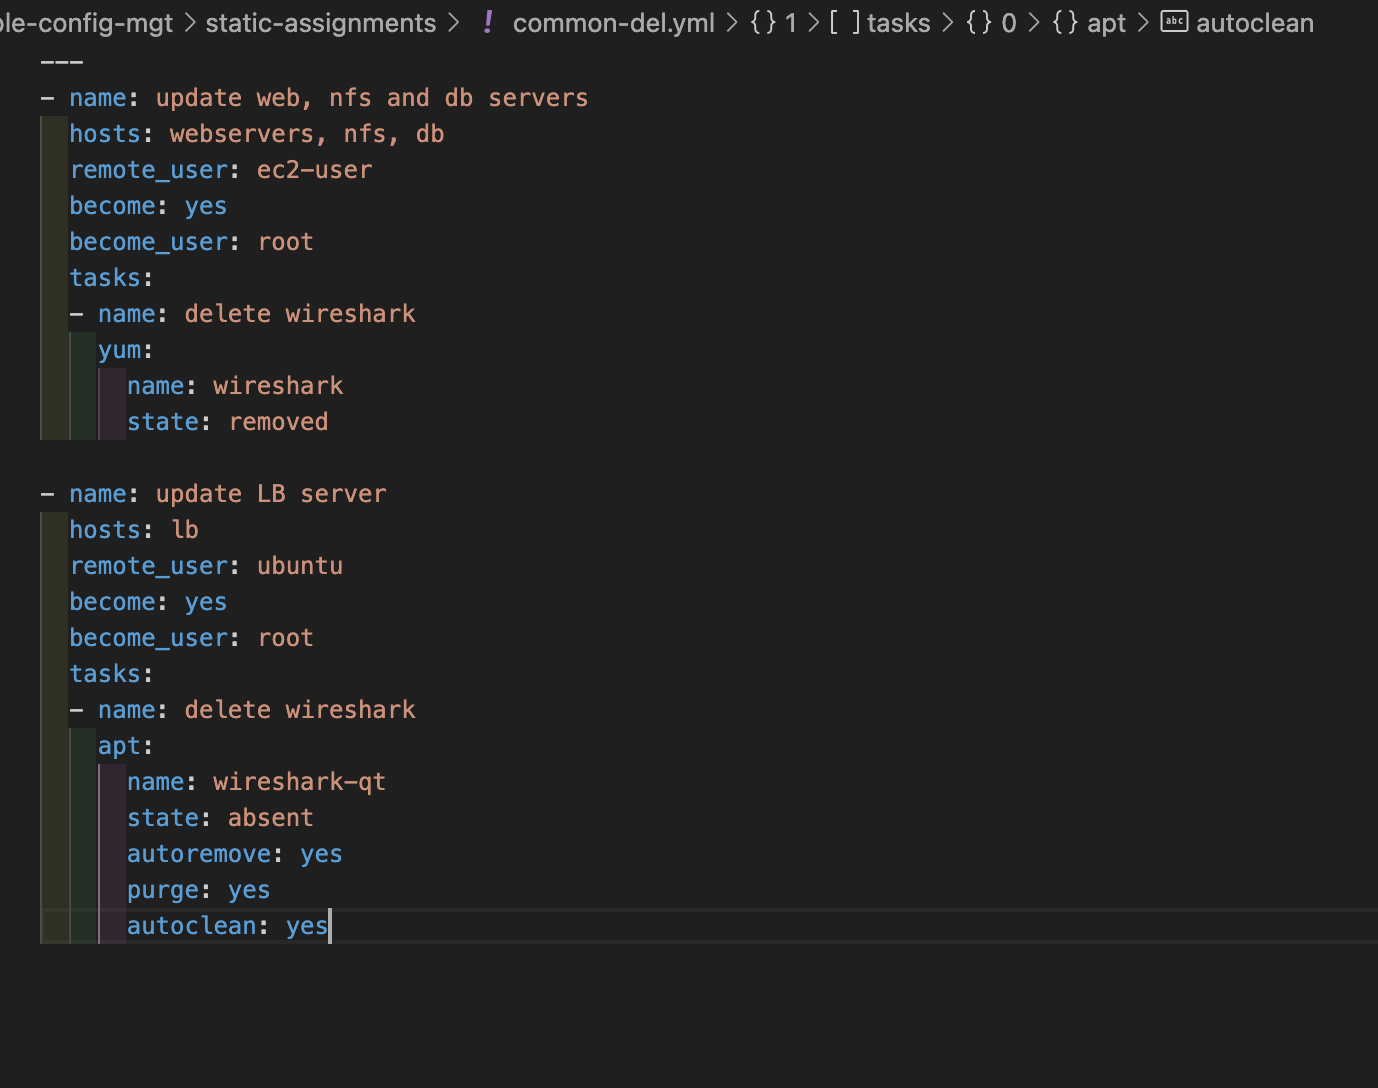 ble-config-mgt > static-assignments > ! common-del.yml > {} 1 > [ ] tasks > {} 0 > {} apt > abc autoclean
---
- name: update web, nfs and db servers
  hosts: webservers, nfs, db
  remote_user: ec2-user
  become: yes
  become_user: root
  tasks:
  - name: delete wireshark
    yum:
      name: wireshark
      state: removed

- name: update LB server
  hosts: lb
  remote_user: ubuntu
  become: yes
  become_user: root
  tasks:
  - name: delete wireshark
    apt:
      name: wireshark-qt
      state: absent
      autoremove: yes
      purge: yes
      autoclean: yes